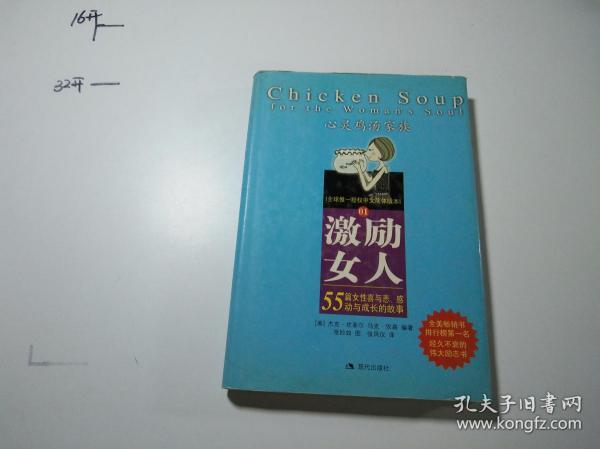 16开
32开
Chicken Soup
for the Woman's Soul
心灵鸡汤家族
(全球惟一授权中文简体版本)
01
激励
女人
55篇女性喜与悲、感
动与成长的故事
[美] 杰克·坎菲尔 马克·汉森 编著
张凤仪 译
全美畅销书
排行榜第一名
经久不衰的
伟大励志书
现代出版社
孔夫子旧书网
www.kongfz.com